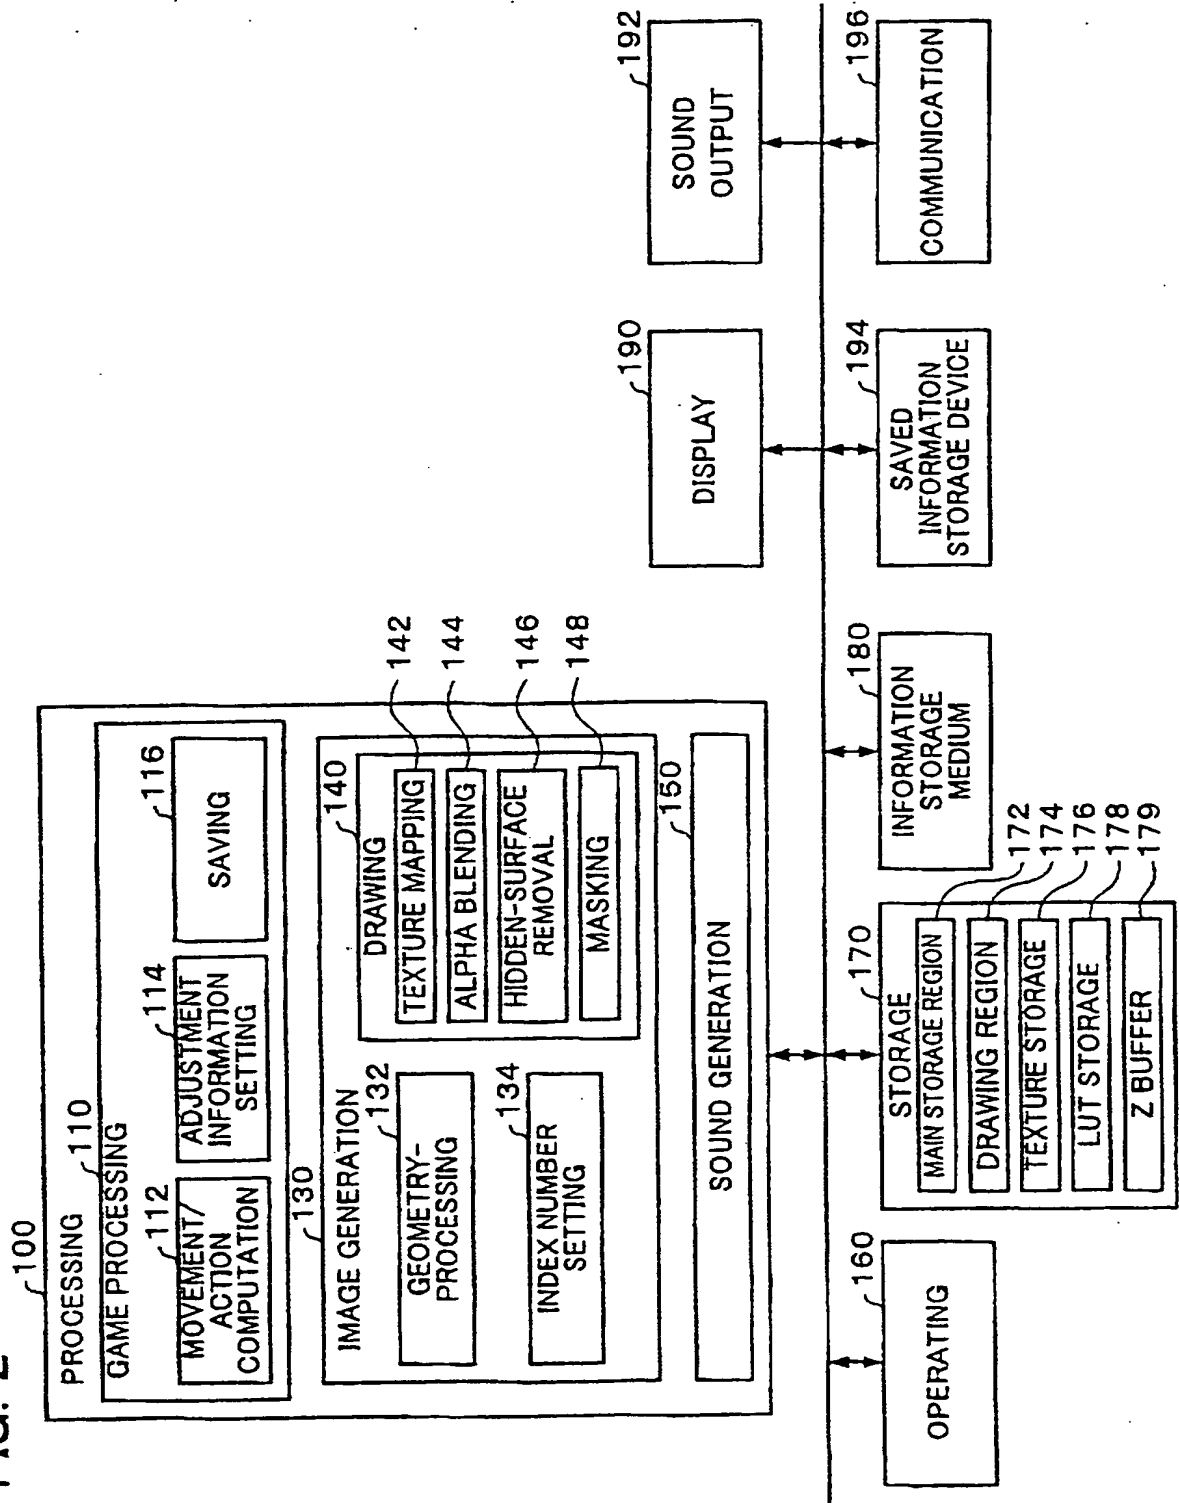 FIG. 2
100
PROCESSING
110
GAME PROCESSING
112
MOVEMENT/
ACTION
COMPUTATION
114
ADJUSTMENT
INFORMATION
SETTING
116
SAVING
130
IMAGE GENERATION
132
GEOMETRY-
PROCESSING
134
INDEX NUMBER
SETTING
140
DRAWING
TEXTURE MAPPING
142
ALPHA BLENDING
144
HIDDEN-SURFACE
REMOVAL
146
MASKING
148
150
SOUND GENERATION
190
DISPLAY
192
SOUND
OUTPUT
160
OPERATING
170
STORAGE
MAIN STORAGE REGION
172
DRAWING REGION
174
TEXTURE STORAGE
176
LUT STORAGE
178
Z BUFFER
179
180
INFORMATION
STORAGE
MEDIUM
194
SAVED
INFORMATION
STORAGE DEVICE
196
COMMUNICATION